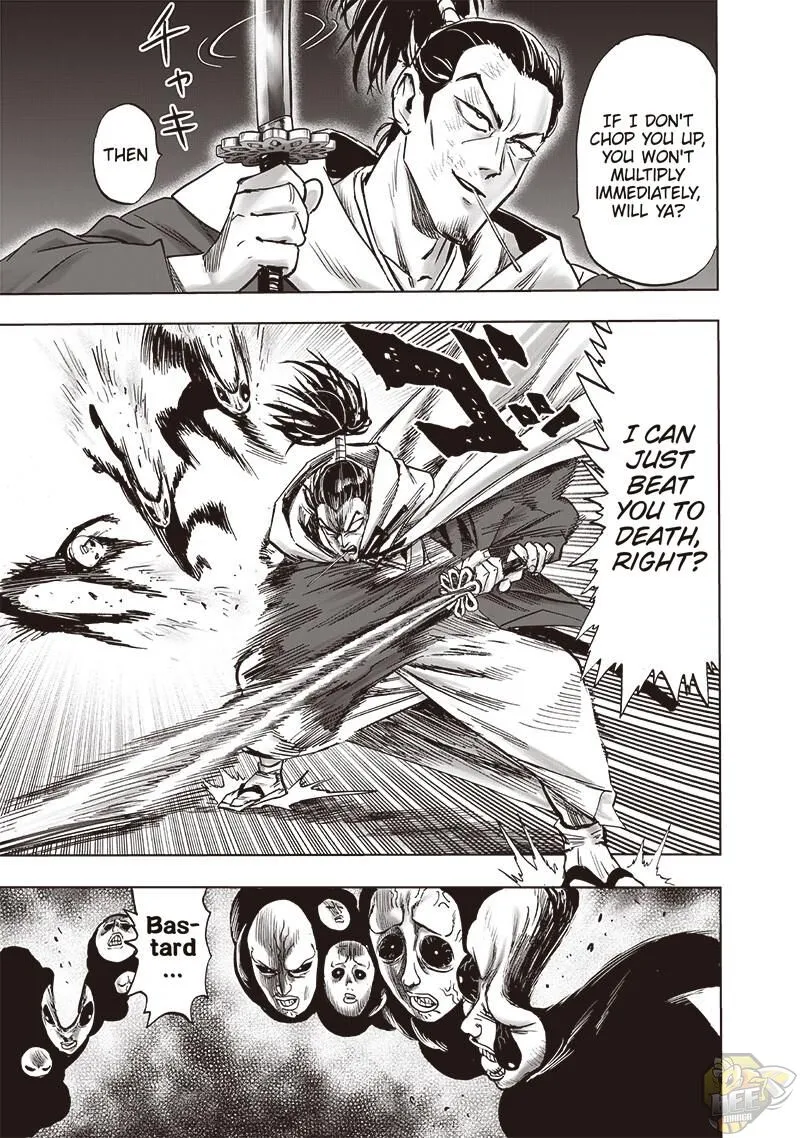 IF I DON'T
CHOP YOU UP,
YOU WON'T
MULTIPLY
IMMEDIATELY,
WILL YA?
チャキ
THEN
I CAN
JUST
BEAT
YOU TO
DEATH,
RIGHT?
Bas-
tard
...
MANGA